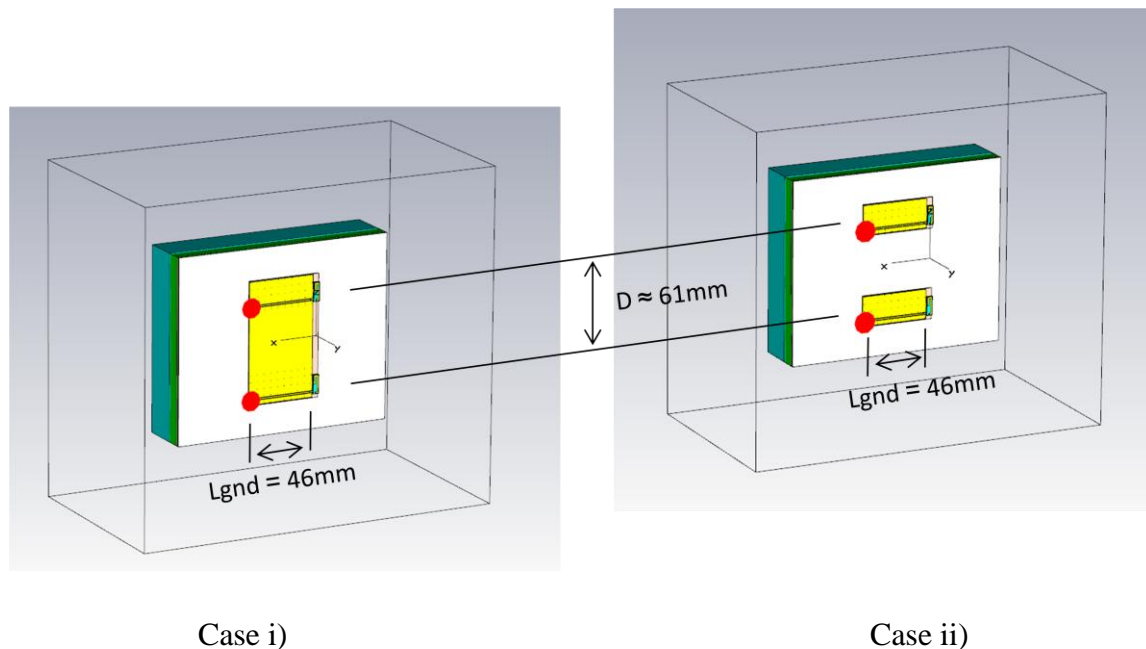 D ≈ 61mm
Lgnd = 46mm
Lgnd = 46mm
x
y
x
y
Case i)
Case ii)